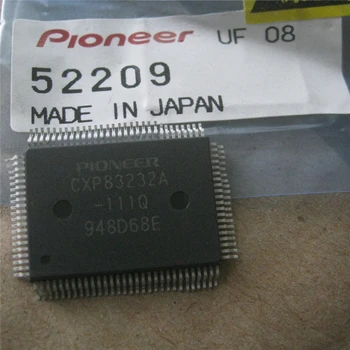 Pioneer UF 08
52209
MADE IN JAPAN
PIONEER
CXP83232A
-111Q
948D68E